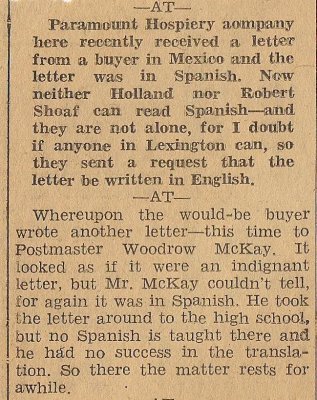 —AT—
Paramount Hospiery aompany
here recently received a letter
from a buyer in Mexico and the
letter was in Spanish. Now
neither Holland nor Robert
Shoaf can read Spanish—and
they are not alone, for I doubt
if anyone in Lexington can, so
they sent a request that the
letter be written in English.
—AT—
Whereupon the would-be buyer
wrote another letter—this time to
Postmaster Woodrow McKay. It
looked as if it were an indignant
letter, but Mr. McKay couldn't tell,
for again it was in Spanish. He took
the letter around to the high school,
but no Spanish is taught there and
he had no success in the transla-
tion. So there the matter rests for
awhile.